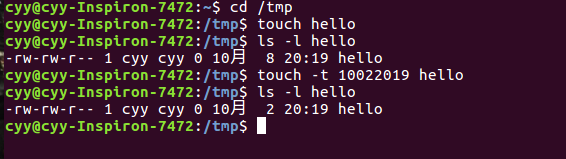 cyy@cyy-Inspiron-7472:~$ cd /tmp
cyy@cyy-Inspiron-7472:/tmp$ touch hello
cyy@cyy-Inspiron-7472:/tmp$ ls -l hello
-rw-rw-r-- 1 cyy cyy 0 10月  8 20:19 hello
cyy@cyy-Inspiron-7472:/tmp$ touch -t 10022019 hello
cyy@cyy-Inspiron-7472:/tmp$ ls -l hello
-rw-rw-r-- 1 cyy cyy 0 10月  2 20:19 hello
cyy@cyy-Inspiron-7472:/tmp$